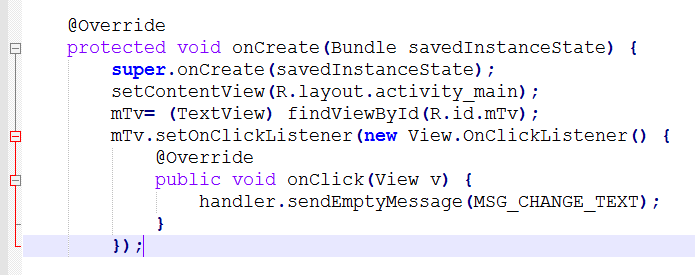 @Override
protected void onCreate(Bundle savedInstanceState) {
super.onCreate(savedInstanceState);
setContentView(R.layout.activity_main);
mTv= (TextView) findViewById(R.id.mTv);
mTv.setOnClickListener(new View.OnClickListener() {
@Override
public void onClick(View v) {
handler.sendEmptyMessage(MSG_CHANGE_TEXT);
}
});